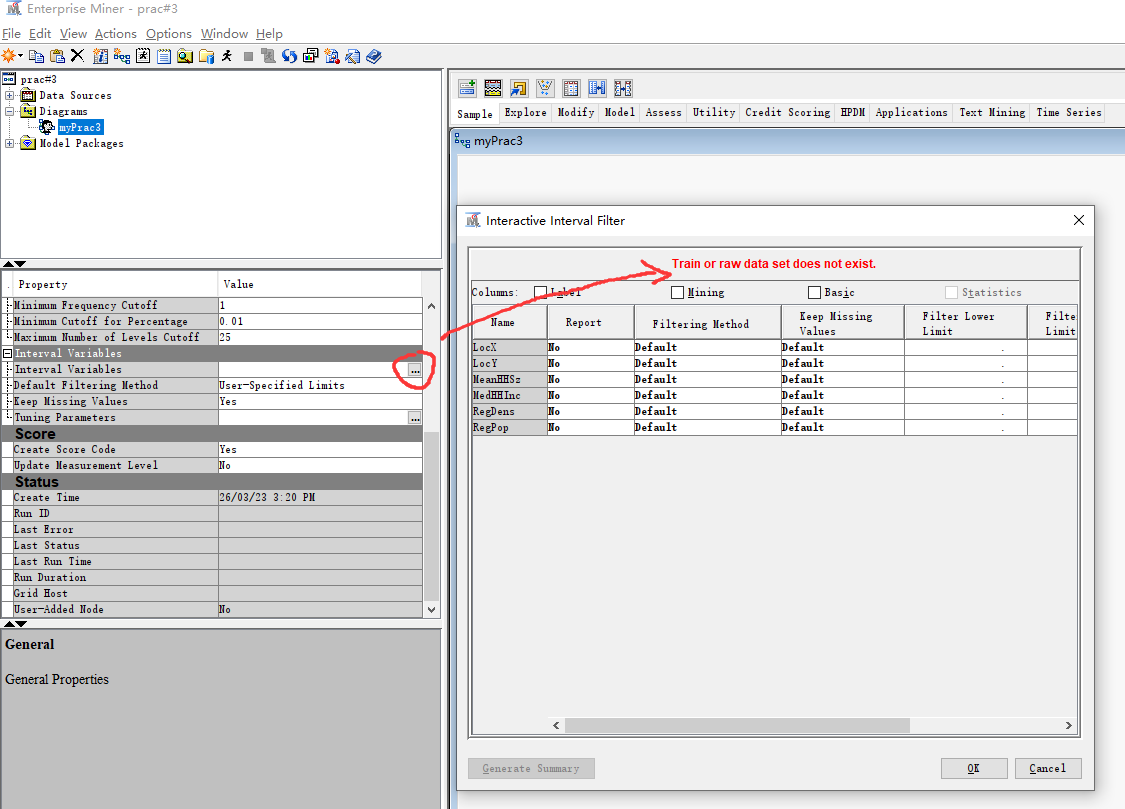 Enterprise Miner - prac#3
File Edit View Actions Options Window Help
prac#3
Data Sources
Diagrams
myPrac3
Model Packages
Sample Explore Modify Model Assess Utility Credit Scoring HPDM Applications Text Mining Time Series
myPrac3
. Property Value
Minimum Frequency Cutoff 1
Minimum Cutoff for Percentage 0.01
Maximum Number of Levels Cutoff 25
Interval Variables
Interval Variables ...
Default Filtering Method User-Specified Limits
Keep Missing Values Yes
Tuning Parameters ...
Score
Create Score Code Yes
Update Measurement Level No
Status
Create Time 26/03/23 3:20 PM
Run ID
Last Error
Last Status
Last Run Time
Run Duration
Grid Host
User-Added Node No
General
General Properties
Interactive Interval Filter
Train or raw data set does not exist.
Columns: Label Mining Basic Statistics
Name Report Filtering Method Keep Missing Values Filter Lower Limit Filte Limit
LocX No Default Default .
LocY No Default Default .
MeanHHSz No Default Default .
MedHHInc No Default Default .
RegDens No Default Default .
RegPop No Default Default .
Generate Summary OK Cancel